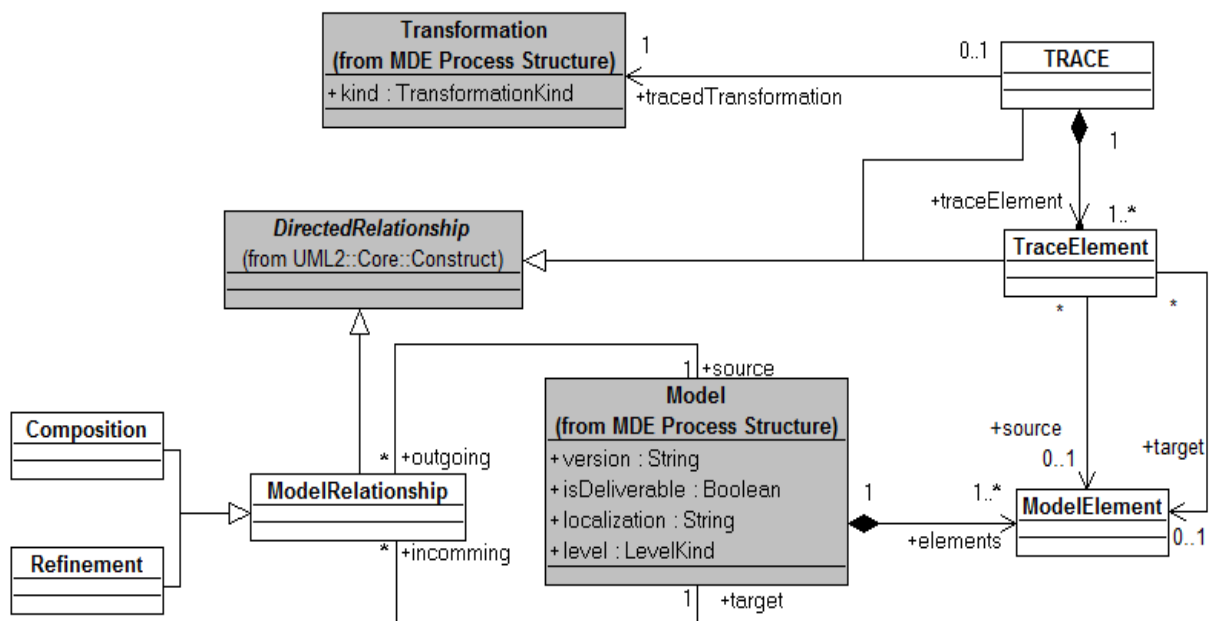 Transformation
(from MDE Process Structure)
+ kind : TransformationKind
1
0..1
+tracedTransformation
TRACE
1
+traceElement
1..*
DirectedRelationship
(from UML2::Core::Construct)
TraceElement
*
*
1
+source
Model
(from MDE Process Structure)
+ version : String
+ isDeliverable : Boolean
+ localization : String
+ level : LevelKind
Composition
Refinement
*
+outgoing
ModelRelationship
*
+incomming
1
+target
1
1..*
+elements
+source
0..1
+target
0..1
ModelElement